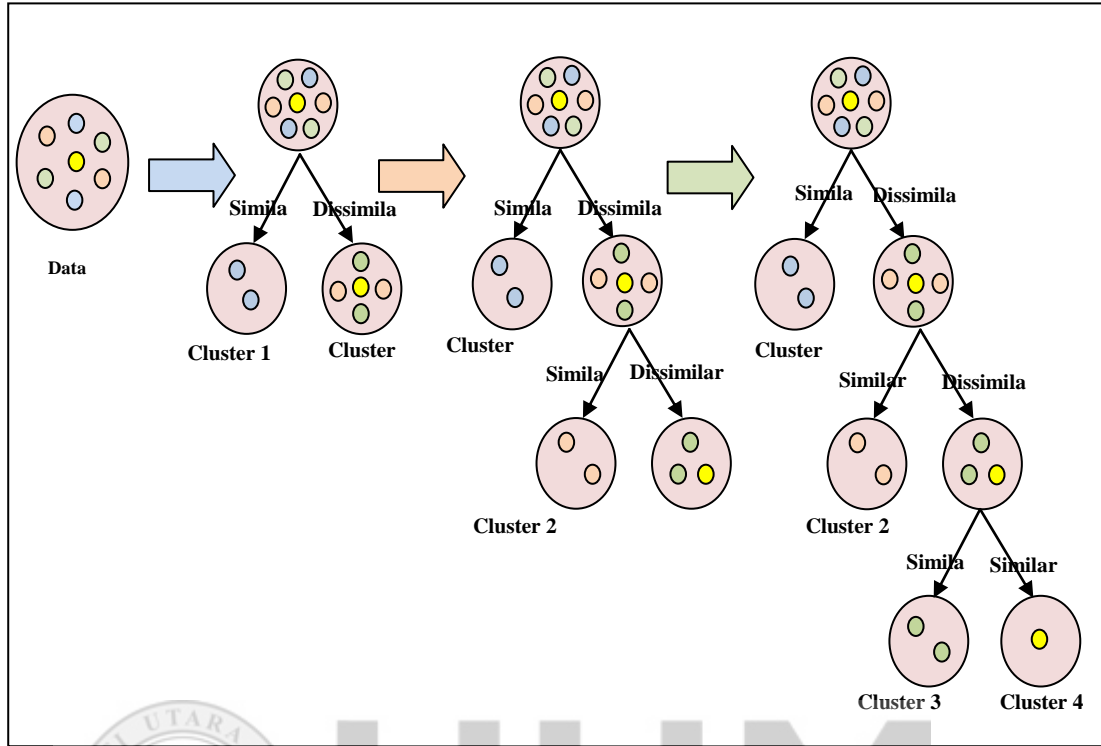 Simila Dissimila
Data
Cluster 1 Cluster
Simila Dissimila
Cluster
Simila Dissimilar
Cluster 2
Simila Dissimila
Cluster
Similar Dissimila
Cluster 2
Simila Similar
Cluster 3 Cluster 4
UTARA